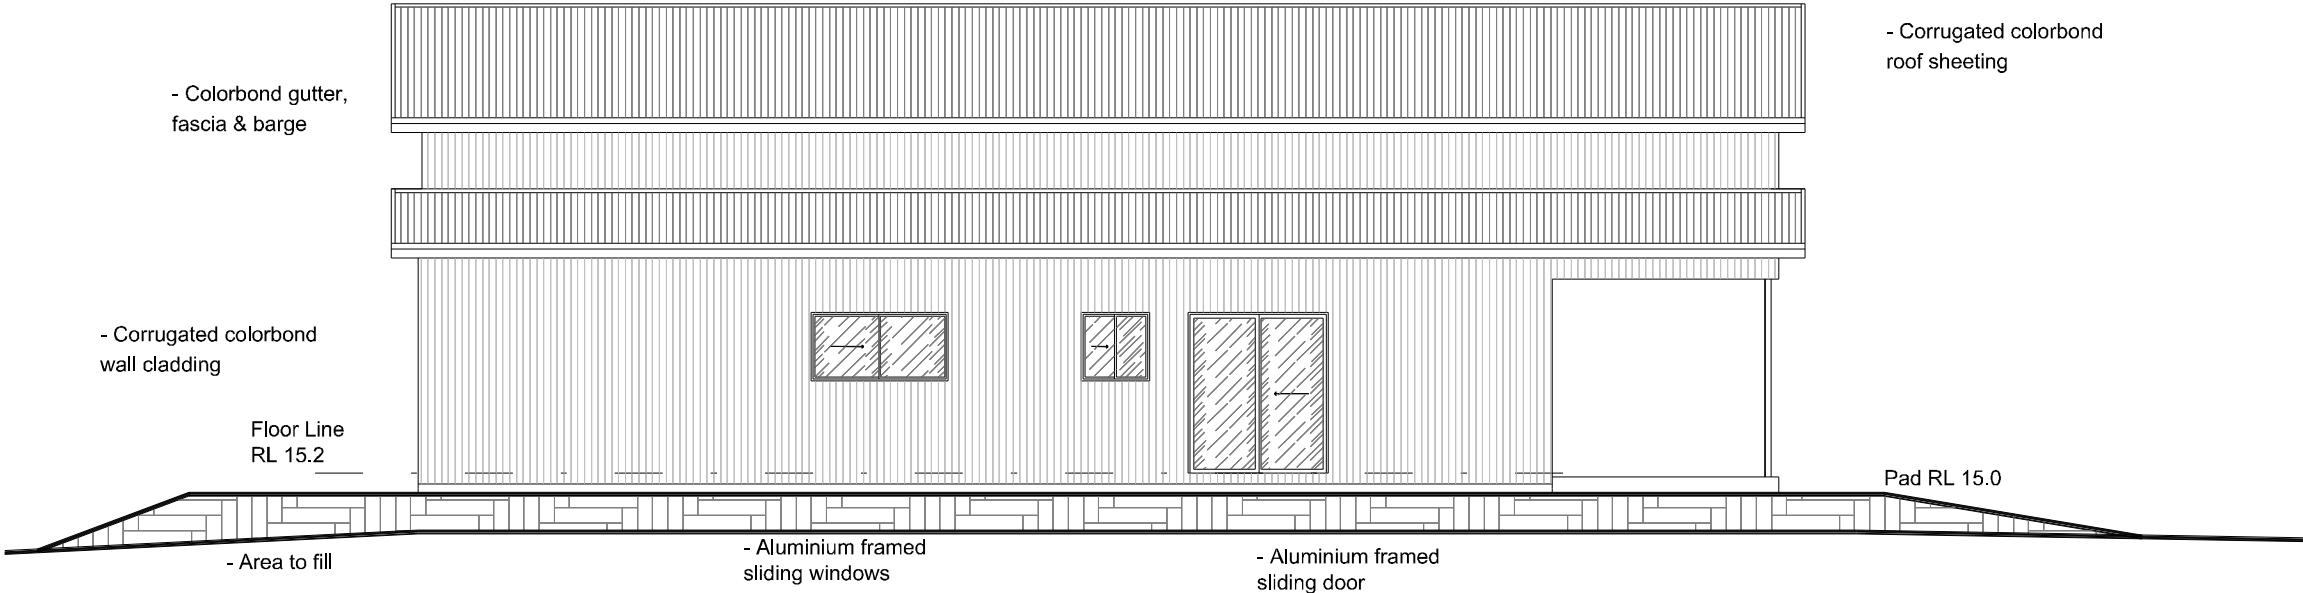 - Corrugated colorbond
roof sheeting
- Colorbond gutter,
fascia & barge
- Corrugated colorbond
wall cladding
Floor Line
RL 15.2
Pad RL 15.0
- Area to fill
- Aluminium framed
sliding windows
- Aluminium framed
sliding door